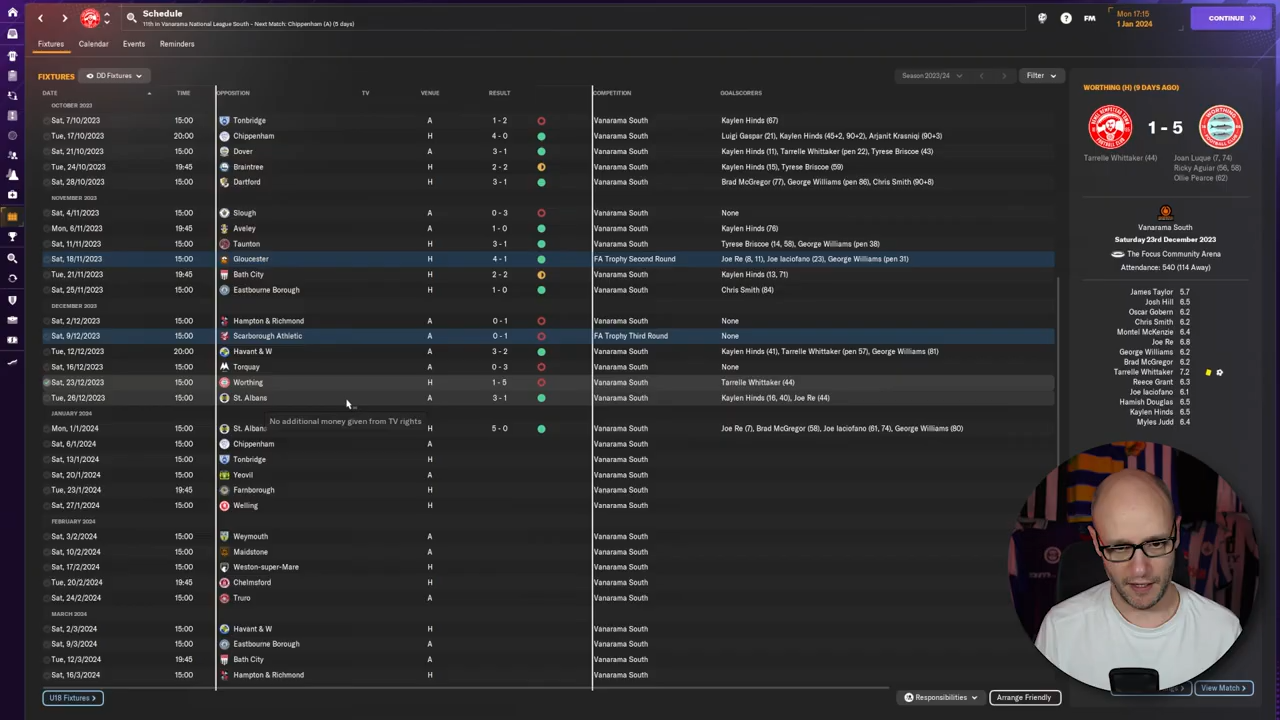 Schedule
11th in Vanarama National League South - Next Match: Chippenham (A) (5 days)
FM
Mon 17:15
1 Jan 2024
CONTINUE
Fixtures Calendar Events Reminders
FIXTURES DD Fixtures
Season 2023/24
Filter
DATE TIME OPPOSITION TV VENUE RESULT COMPETITION GOALSCORERS
OCTOBER 2023
Sat, 7/10/2023 15:00 Tonbridge A 1 - 2 Vanarama South Kaylen Hinds (67)
Tue, 17/10/2023 20:00 Chippenham H 4 - 0 Vanarama South Luigi Gaspar (21), Kaylen Hinds (45+2, 90+2), Arjanit Krasniqi (90+3)
Sat, 21/10/2023 15:00 Dover A 3 - 1 Vanarama South Kaylen Hinds (11), Tarrelle Whittaker (pen 22), Tyrese Briscoe (43)
Tue, 24/10/2023 19:45 Braintree H 2 - 2 Vanarama South Kaylen Hinds (15), Tyrese Briscoe (59)
Sat, 28/10/2023 15:00 Dartford H 3 - 1 Vanarama South Brad McGregor (77), George Williams (pen 86), Chris Smith (90+8)
NOVEMBER 2023
Sat, 4/11/2023 15:00 Slough A 0 - 3 Vanarama South None
Mon, 6/11/2023 19:45 Aveley A 1 - 0 Vanarama South Kaylen Hinds (76)
Sat, 11/11/2023 15:00 Taunton H 3 - 1 Vanarama South Tyrese Briscoe (14, 58), George Williams (pen 38)
Sat, 18/11/2023 15:00 Gloucester H 4 - 1 FA Trophy Second Round Joe Re (8, 11), Joe Iaciofano (23), George Williams (pen 31)
Tue, 21/11/2023 19:45 Bath City H 2 - 2 Vanarama South Kaylen Hinds (13, 71)
Sat, 25/11/2023 15:00 Eastbourne Borough H 1 - 0 Vanarama South Chris Smith (84)
DECEMBER 2023
Sat, 2/12/2023 15:00 Hampton & Richmond A 0 - 1 Vanarama South None
Sat, 9/12/2023 15:00 Scarborough Athletic A 0 - 1 FA Trophy Third Round None
Tue, 12/12/2023 20:00 Havant & W A 3 - 2 Vanarama South Kaylen Hinds (41), Tarrelle Whittaker (pen 57), George Williams (81)
Sat, 16/12/2023 15:00 Torquay A 0 - 3 Vanarama South None
Sat, 23/12/2023 15:00 Worthing H 1 - 5 Vanarama South Tarrelle Whittaker (44)
Tue, 26/12/2023 15:00 St. Albans A 3 - 1 Vanarama South Kaylen Hinds (16, 40), Joe Re (44)
JANUARY 2024
No additional money given from TV rights
Mon, 1/1/2024 15:00 St. Albans H 5 - 0 Vanarama South Joe Re (7), Brad McGregor (58), Joe Iaciofano (61, 74), George Williams (80)
Sat, 6/1/2024 15:00 Chippenham A Vanarama South
Sat, 13/1/2024 15:00 Tonbridge H Vanarama South
Sat, 20/1/2024 15:00 Yeovil A Vanarama South
Tue, 23/1/2024 19:45 Farnborough H Vanarama South
Sat, 27/1/2024 15:00 Welling H Vanarama South
FEBRUARY 2024
Sat, 3/2/2024 15:00 Weymouth A Vanarama South
Sat, 10/2/2024 15:00 Maidstone A Vanarama South
Sat, 17/2/2024 15:00 Weston-super-Mare H Vanarama South
Tue, 20/2/2024 19:45 Chelmsford H Vanarama South
Sat, 24/2/2024 15:00 Truro A Vanarama South
MARCH 2024
Sat, 2/3/2024 15:00 Havant & W H Vanarama South
Sat, 9/3/2024 15:00 Eastbourne Borough A Vanarama South
Tue, 12/3/2024 19:45 Bath City A Vanarama South
Sat, 16/3/2024 15:00 Hampton & Richmond H Vanarama South
U18 Fixtures
Responsibilities
Arrange Friendly
View Match
WORTHING (H) (9 DAYS AGO)
1 - 5
Tarrelle Whittaker (44)
Joan Luque (7, 74)
Ricky Aguiar (56, 58)
Ollie Pearce (62)
Vanarama South
Saturday 23rd December 2023
The Focus Community Arena
Attendance: 540 (114 Away)
James Taylor 5.7
Josh Hill 6.5
Oscar Gobern 6.2
Chris Smith 6.2
Montel McKenzie 6.4
Joe Re 6.8
George Williams 6.2
Brad McGregor 6.2
Tarrelle Whittaker 7.2
Reece Grant 6.3
Joe Iaciofano 6.1
Hamish Douglas 6.5
Kaylen Hinds 6.5
Myles Judd 6.4